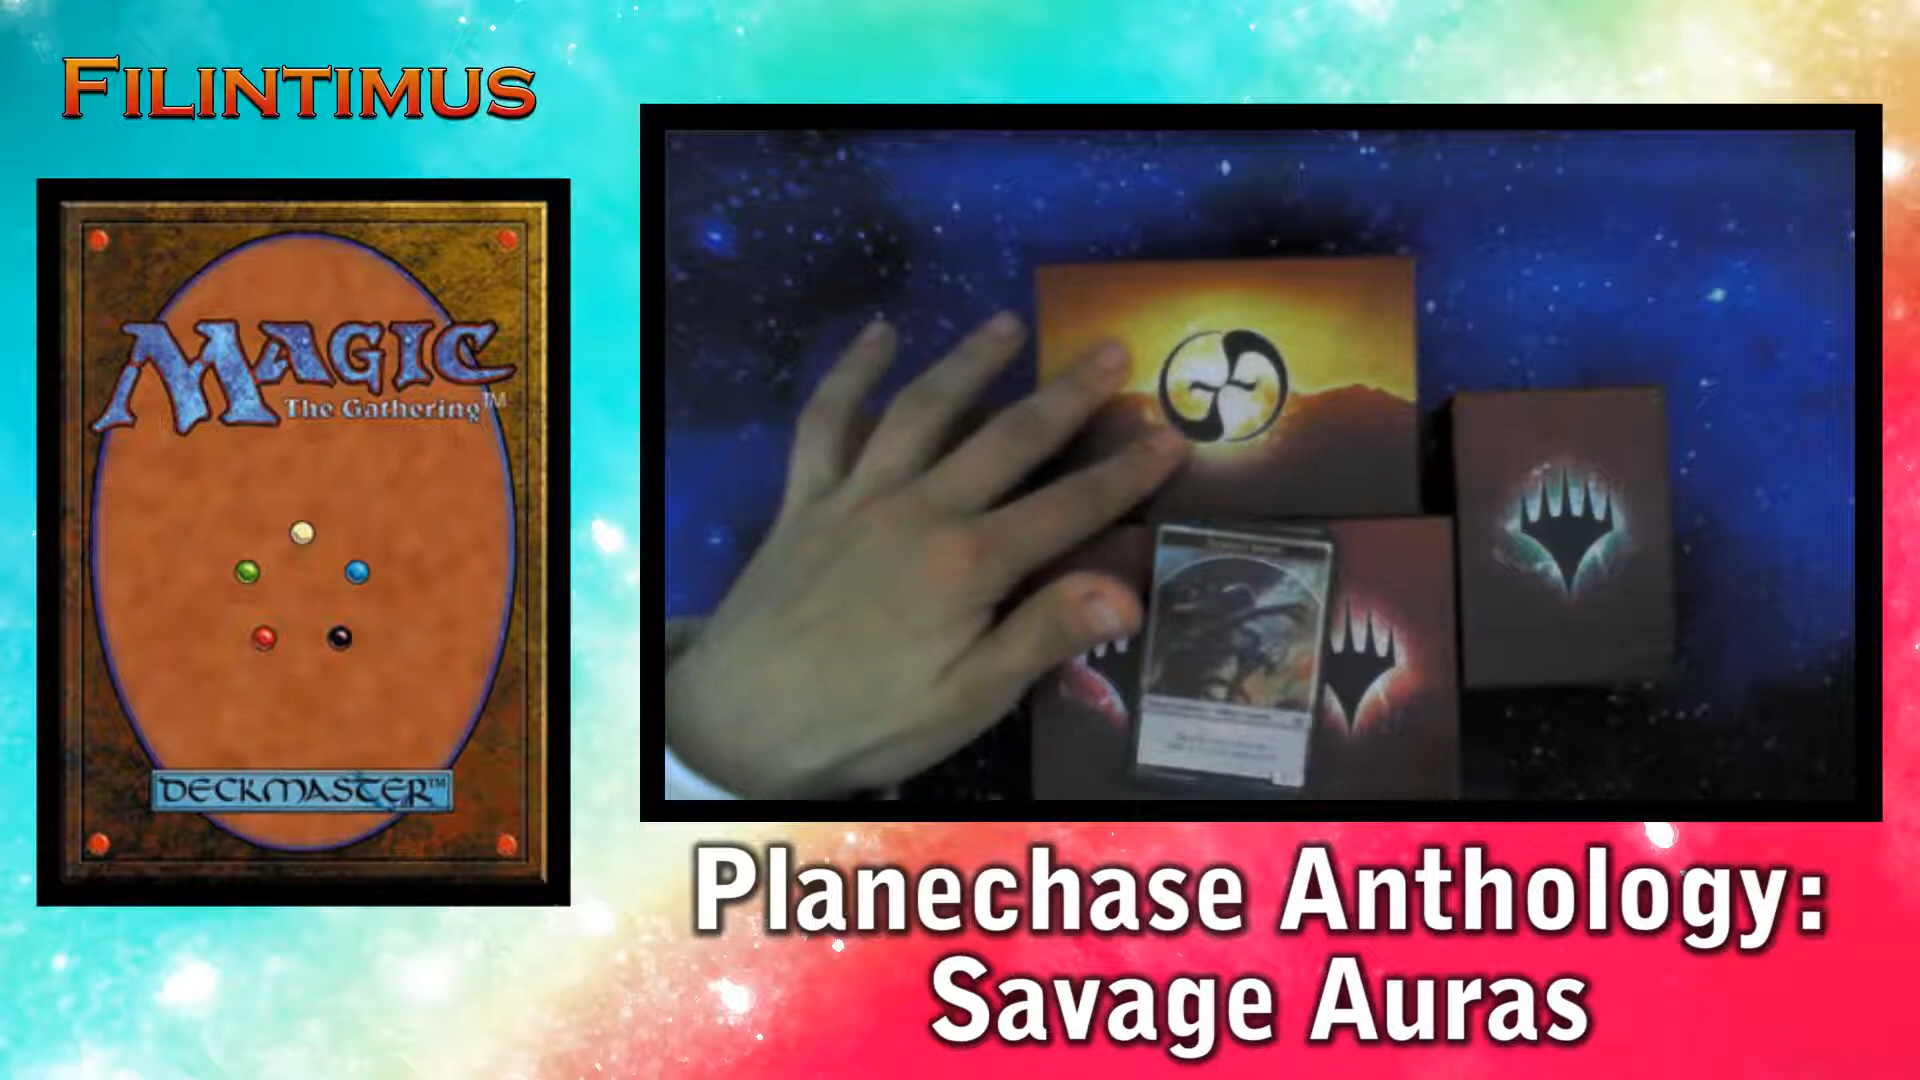 FILINTIMUS
MAGIC
The Gathering™
DECKMASTER™
Planechase Anthology:
Savage Auras